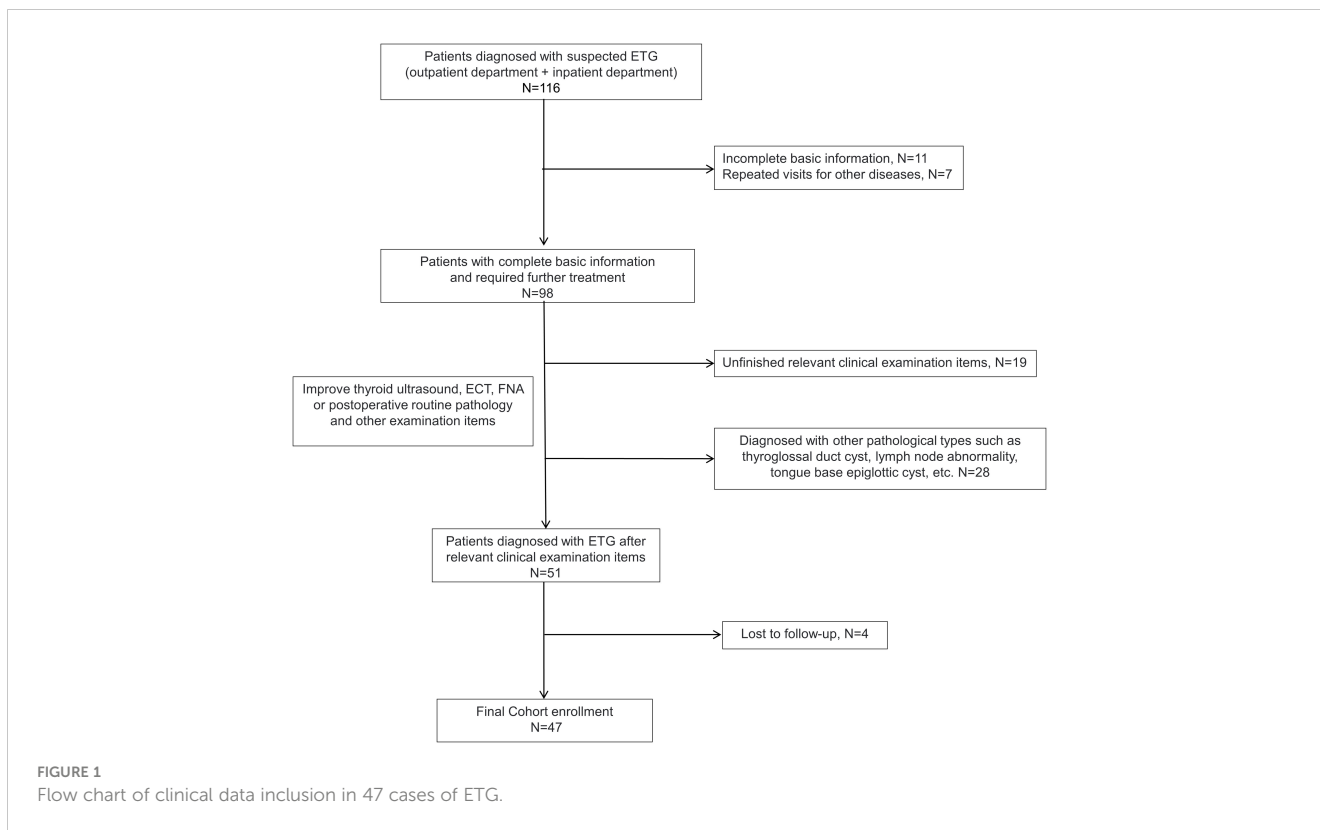 Patients diagnosed with suspected ETG
(outpatient department + inpatient department)
N=116
Incomplete basic information, N=11
Repeated visits for other diseases, N=7
Patients with complete basic information
and required further treatment
N=98
Unfinished relevant clinical examination items, N=19
Improve thyroid ultrasound, ECT, FNA
or postoperative routine pathology
and other examination items
Diagnosed with other pathological types such as
thyroglossal duct cyst, lymph node abnormality,
tongue base epiglottic cyst, etc. N=28
Patients diagnosed with ETG after
relevant clinical examination items
N=51
Lost to follow-up, N=4
Final Cohort enrollment
N=47
FIGURE 1
Flow chart of clinical data inclusion in 47 cases of ETG.